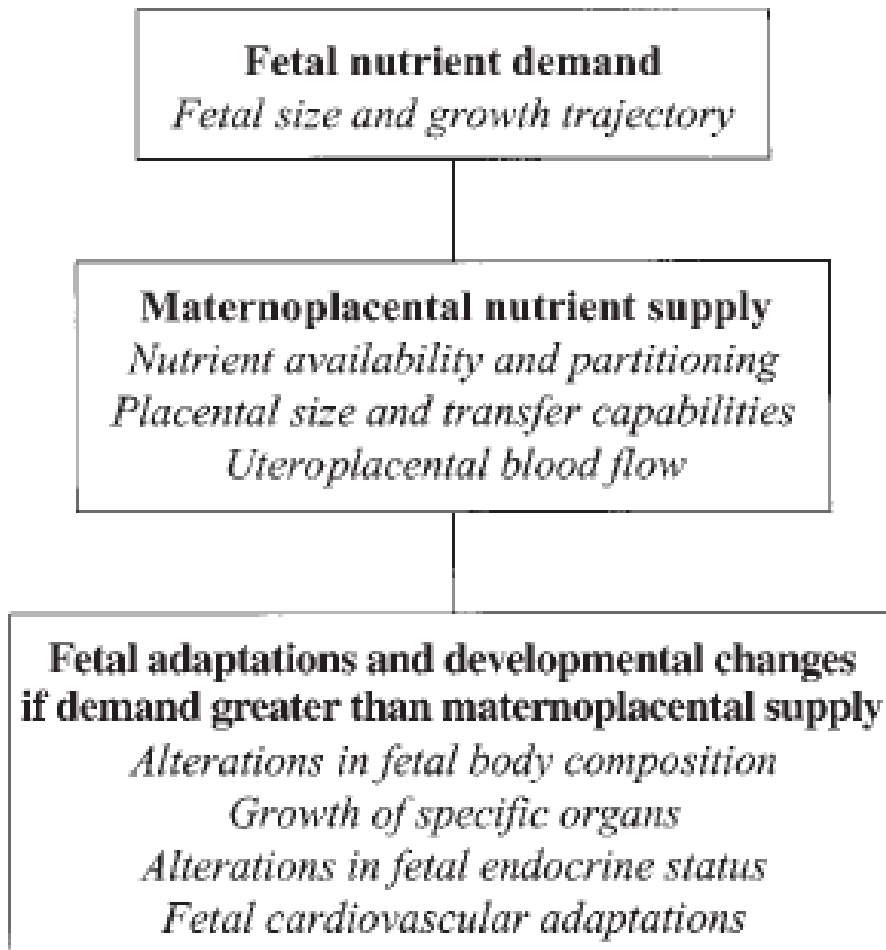 Fetal nutrient demand
Fetal size and growth trajectory
Maternoplacental nutrient supply
Nutrient availability and partitioning
Placental size and transfer capabilities
Uteroplacental blood flow
Fetal adaptations and developmental changes
if demand greater than maternoplacental supply
Alterations in fetal body composition
Growth of specific organs
Alterations in fetal endocrine status
Fetal cardiovascular adaptations